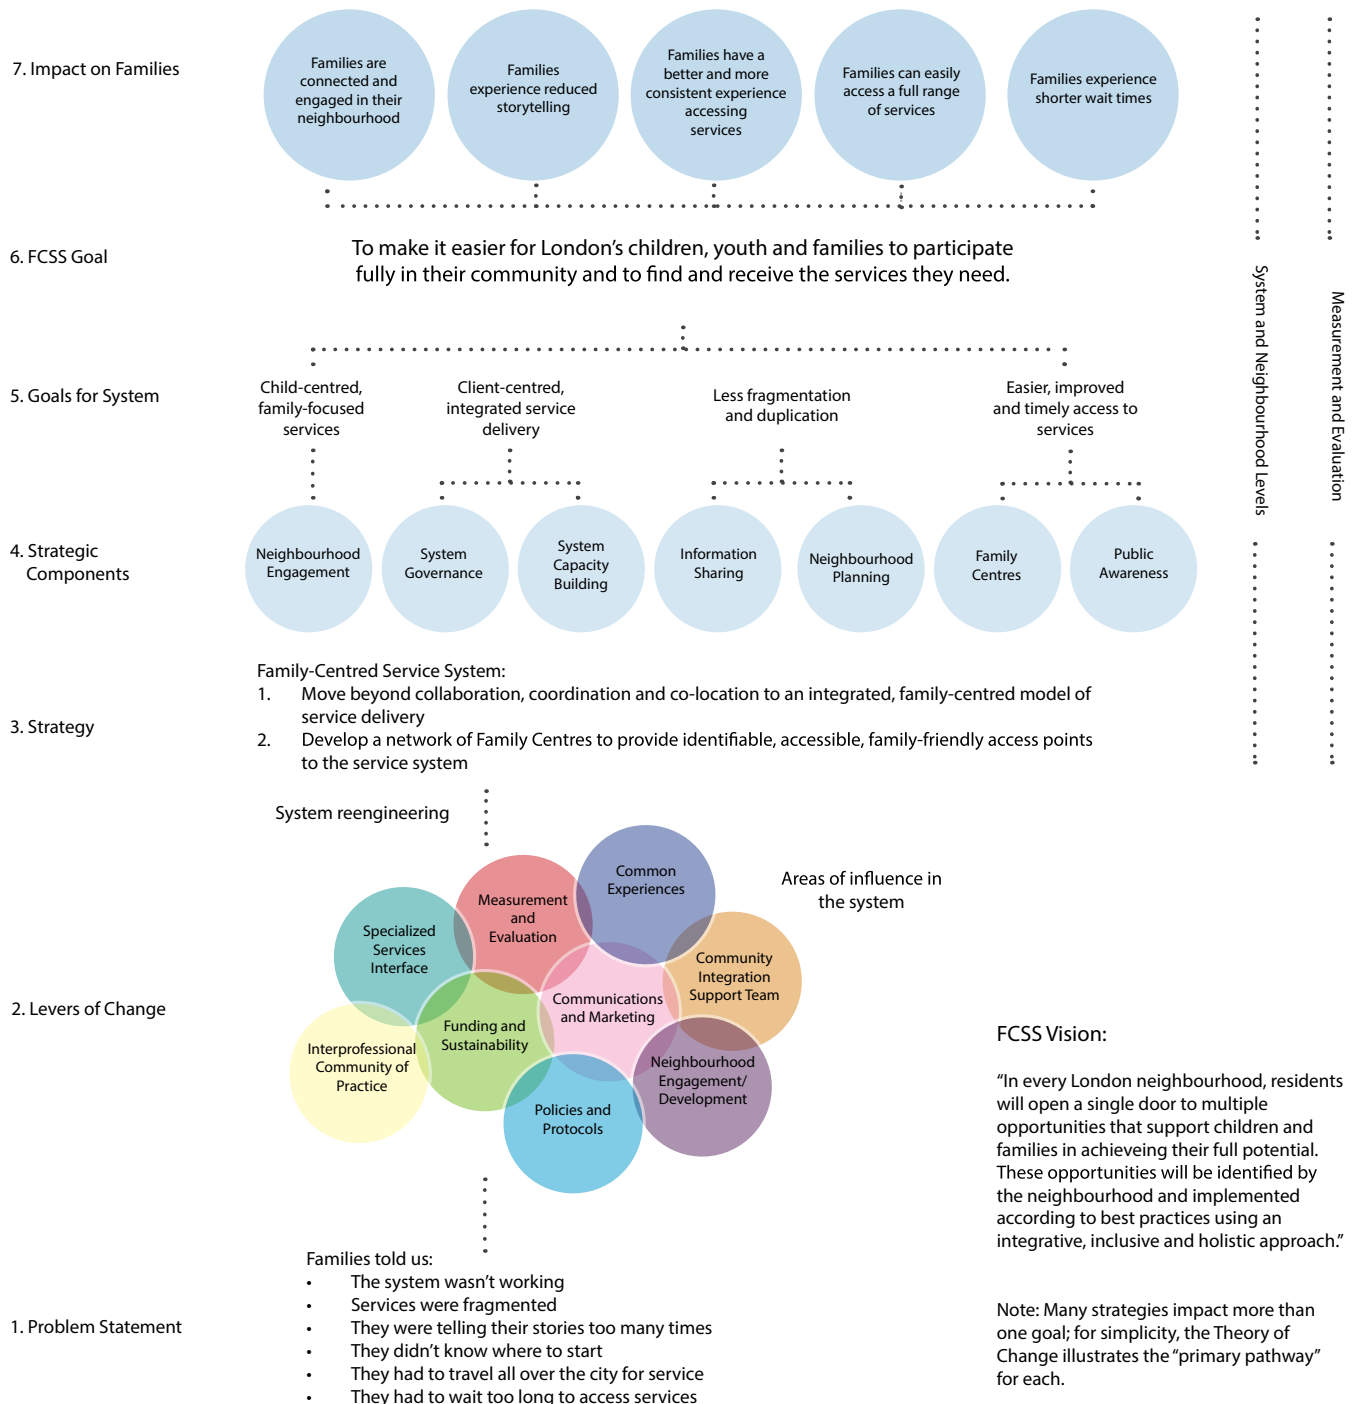 7. Impact on Families
Families are
connected and
engaged in their
neighbourhood
Families
experience reduced
storytelling
Families have a
better and more
consistent experience
accessing
services
Families can easily
access a full range
of services
Families experience
shorter wait times
6. FCSS Goal
To make it easier for London’s children, youth and families to participate
fully in their community and to find and receive the services they need.
System and Neighbourhood Levels
Measurement and Evaluation
5. Goals for System
Child-centred,
family-focused
services
Client-centred,
integrated service
delivery
Less fragmentation
and duplication
Easier, improved
and timely access to
services
4. Strategic
Components
Neighbourhood
Engagement
System
Governance
System
Capacity
Building
Information
Sharing
Neighbourhood
Planning
Family
Centres
Public
Awareness
3. Strategy
Family-Centred Service System:
1. Move beyond collaboration, coordination and co-location to an integrated, family-centred model of
service delivery
2. Develop a network of Family Centres to provide identifiable, accessible, family-friendly access points
to the service system
System reengineering
Areas of influence in
the system
2. Levers of Change
Common
Experiences
Measurement
and
Evaluation
Specialized
Services
Interface
Community
Integration
Support Team
Communications
and Marketing
Funding and
Sustainability
Interprofessional
Community of
Practice
Neighbourhood
Engagement/
Development
Policies and
Protocols
FCSS Vision:
“In every London neighbourhood, residents
will open a single door to multiple
opportunities that support children and
families in achieveing their full potential.
These opportunities will be identified by
the neighbourhood and implemented
according to best practices using an
integrative, inclusive and holistic approach.”
1. Problem Statement
Families told us:
• The system wasn’t working
• Services were fragmented
• They were telling their stories too many times
• They didn’t know where to start
• They had to travel all over the city for service
• They had to wait too long to access services
Note: Many strategies impact more than
one goal; for simplicity, the Theory of
Change illustrates the “primary pathway”
for each.